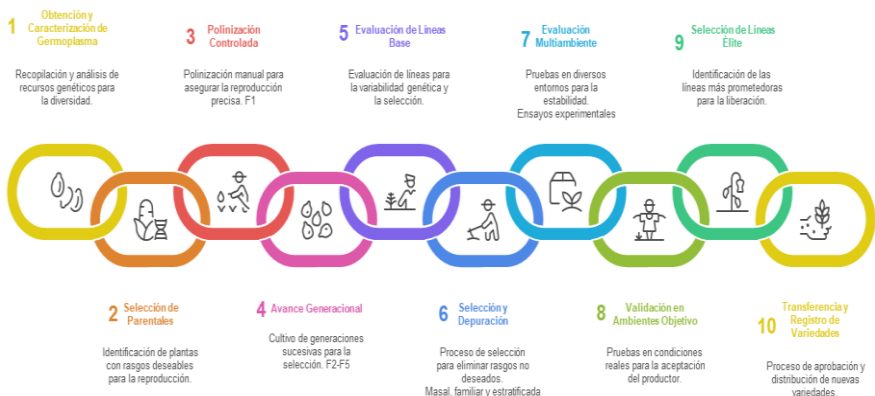 1 Obtención y
Caracterización de
Germoplasma
Recopilación y análisis de
recursos genéticos para
la diversidad.
3 Polinización
Controlada
Polinización manual para
asegurar la reproducción
precisa. F1
5 Evaluación de Líneas
Base
Evaluación de líneas para
la variabilidad genética y
la selección.
7 Evaluación
Multiambiente
Pruebas en diversos
entornos para la
estabilidad.
Ensayos experimentales
9 Selección de Líneas
Élite
Identificación de las
líneas más prometedoras
para la liberación.
2 Selección de
Parentales
Identificación de plantas
con rasgos deseables
para la reproducción.
4 Avance Generacional
Cultivo de generaciones
sucesivas para la
selección. F2-F5
6 Selección y
Depuración
Proceso de selección
para eliminar rasgos no
deseados.
Masal, familiar y estratificada
8 Validación en
Ambientes Objetivo
Pruebas en condiciones
reales para la aceptación
del productor.
10 Transferencia y
Registro de
Variedades
Proceso de aprobación y
distribución de nuevas
variedades.